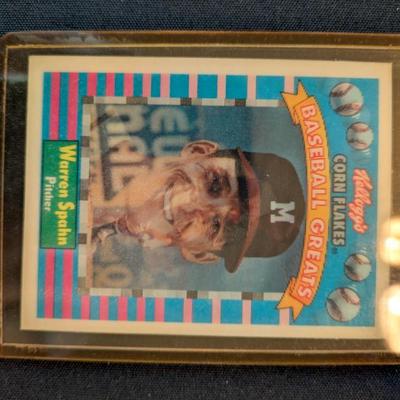 Kellogg's
CORN FLAKES®
BASEBALL GREATS
M
Warren Spahn
Pitcher